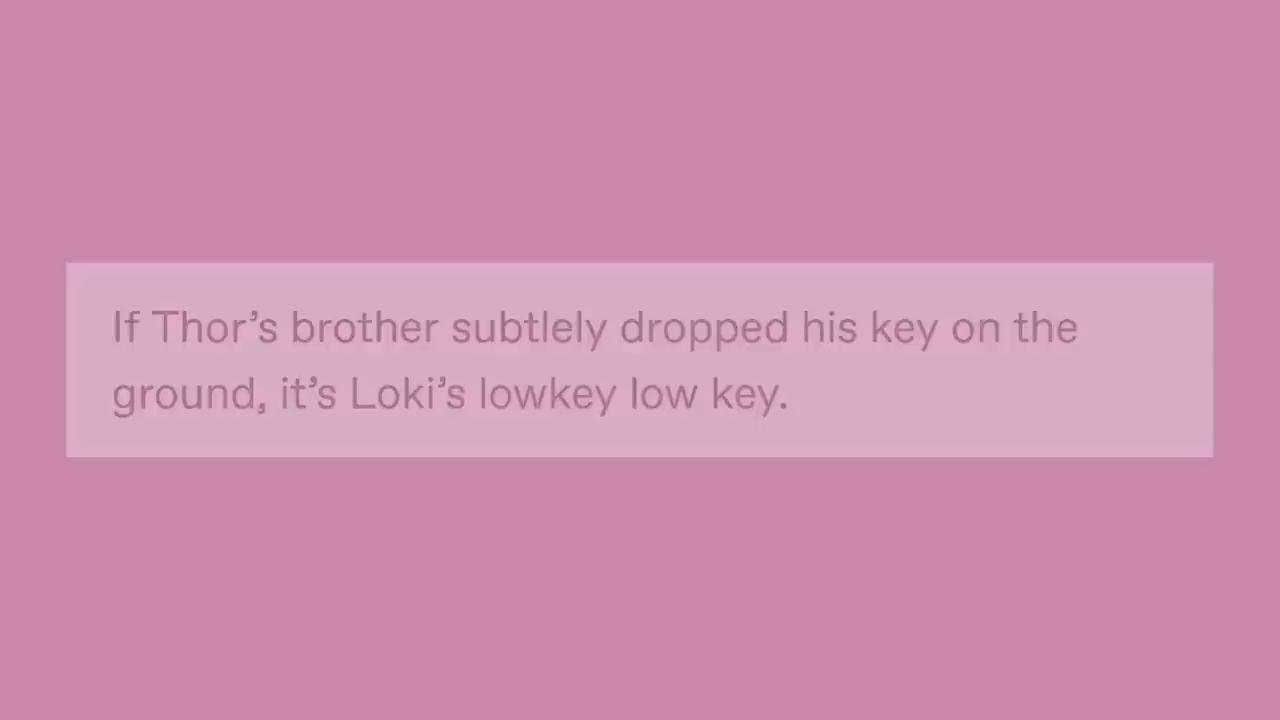 If Thor’s brother subtlely dropped his key on the
ground, it’s Loki’s lowkey low key.